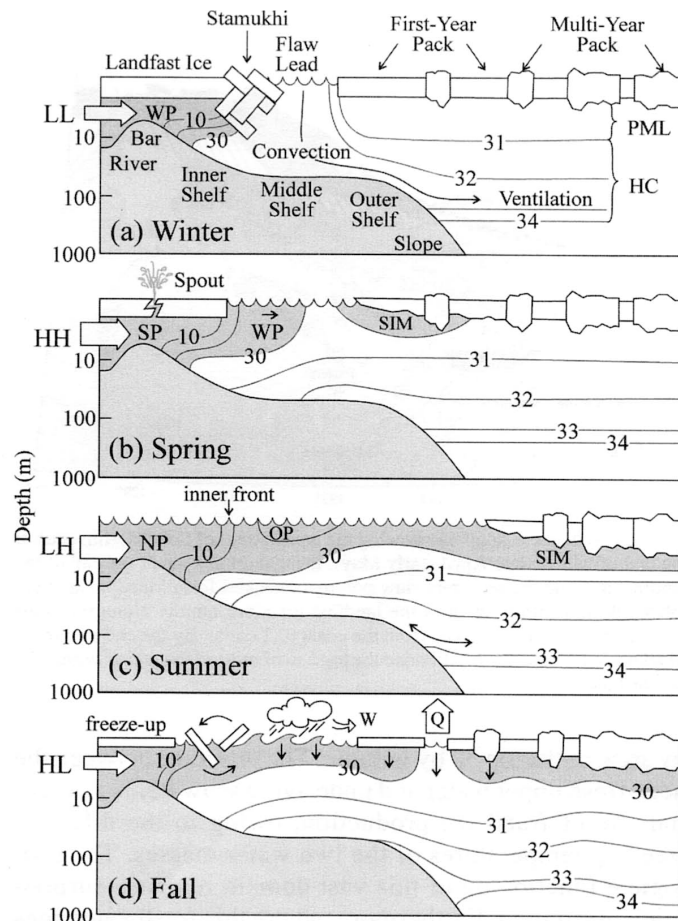 Stamukhi
Landfast Ice
Flaw
Lead
First-Year
Pack
Multi-Year
Pack
LL
WP
10
30
Bar
River
Inner
Shelf
Convection
Middle
Shelf
Outer
Shelf
Slope
Ventilation
31
32
34
PML
HC
10
100
1000
(a) Winter
Spout
HH
SP
10
WP
30
SIM
31
32
33
34
10
100
1000
(b) Spring
Depth (m)
inner front
LH
NP
10
OP
30
SIM
31
32
33
34
10
100
1000
(c) Summer
freeze-up
W
Q
HL
10
30
30
31
32
33
34
10
100
1000
(d) Fall